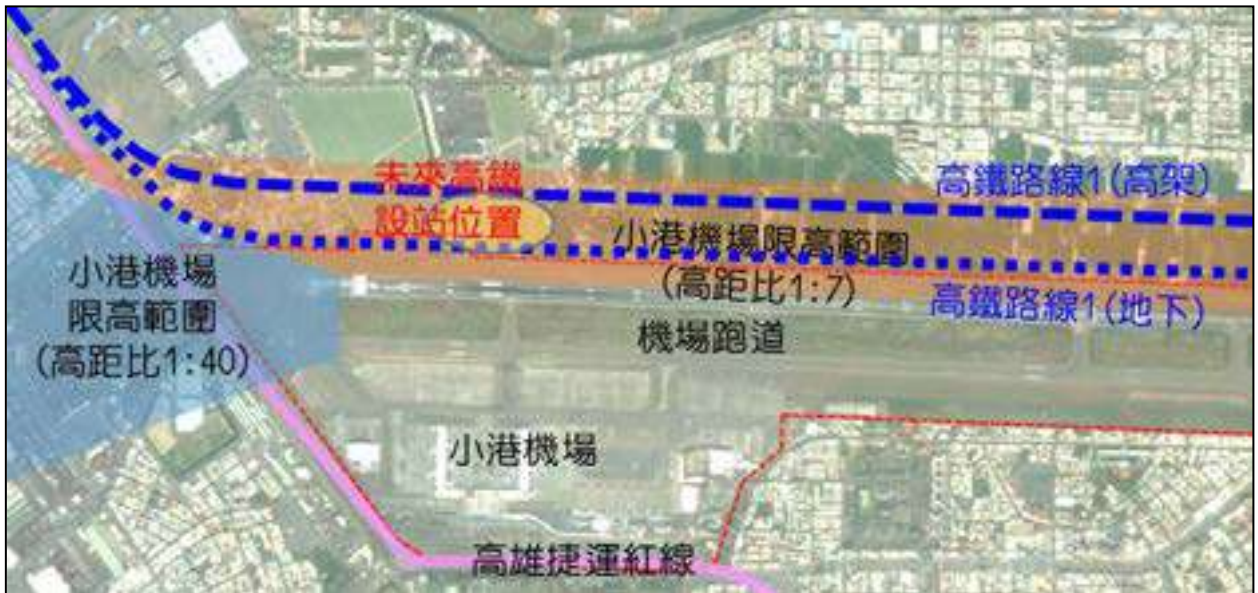 未來高鐵
設站位置
高鐵路線1(高架)
小港機場限高範圍
(高距比1:7)
高鐵路線1(地下)
小港機場
限高範圍
(高距比1:40)
機場跑道
小港機場
高雄捷運紅線